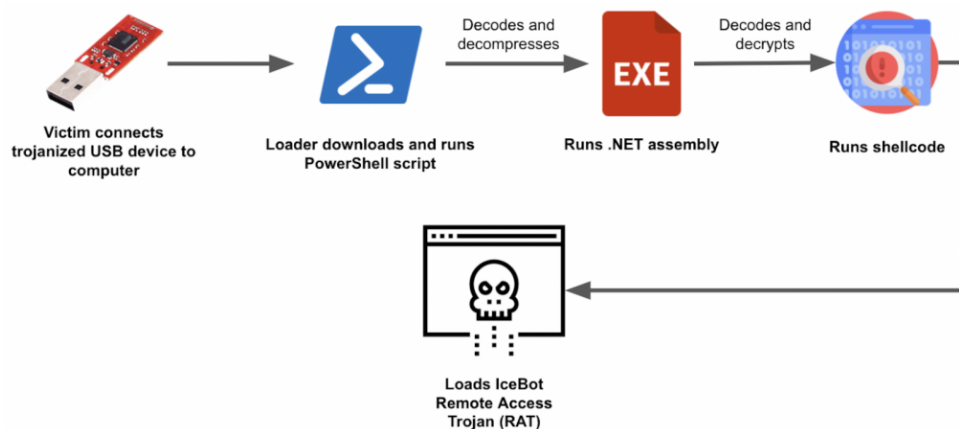 Decodes and
decompresses
Decodes and
decrypts
EXE
Victim connects
trojanized USB device to
computer
Loader downloads and runs
PowerShell script
Runs .NET assembly
Runs shellcode
Loads IceBot
Remote Access
Trojan (RAT)